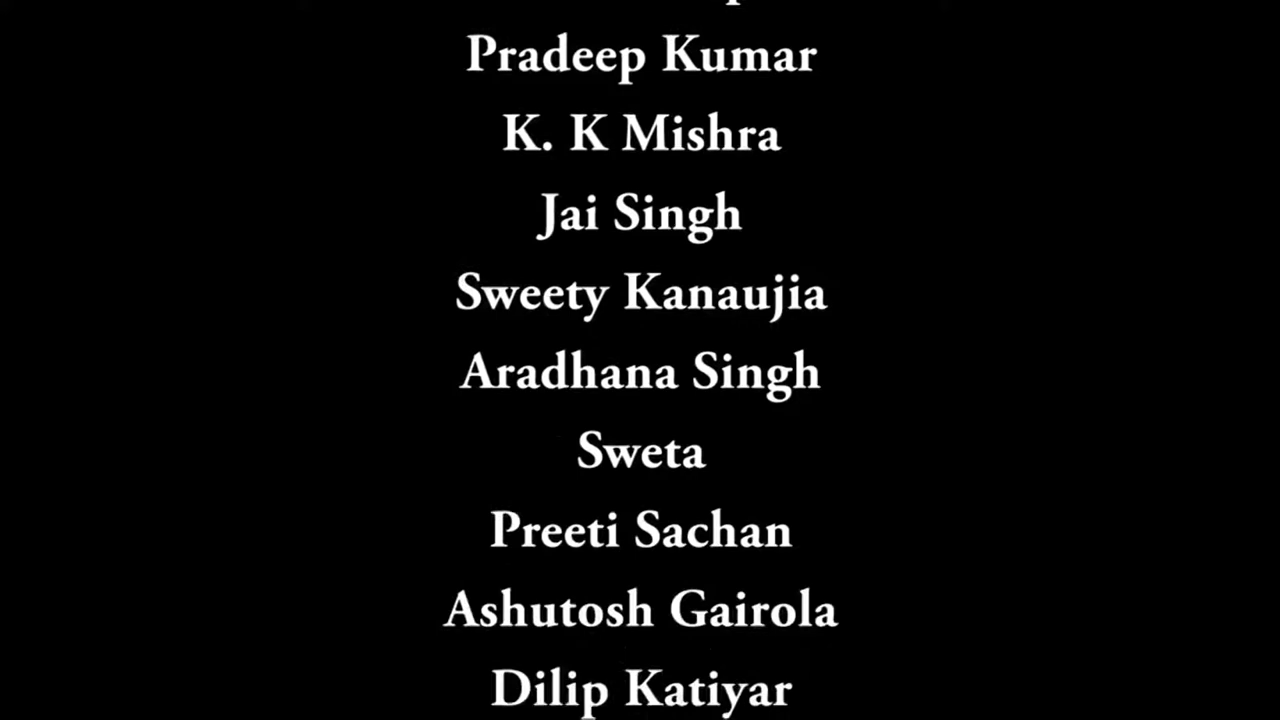 Pradeep Kumar
K. K Mishra
Jai Singh
Sweety Kanaujia
Aradhana Singh
Sweta
Preeti Sachan
Ashutosh Gairola
Dilip Katiyar